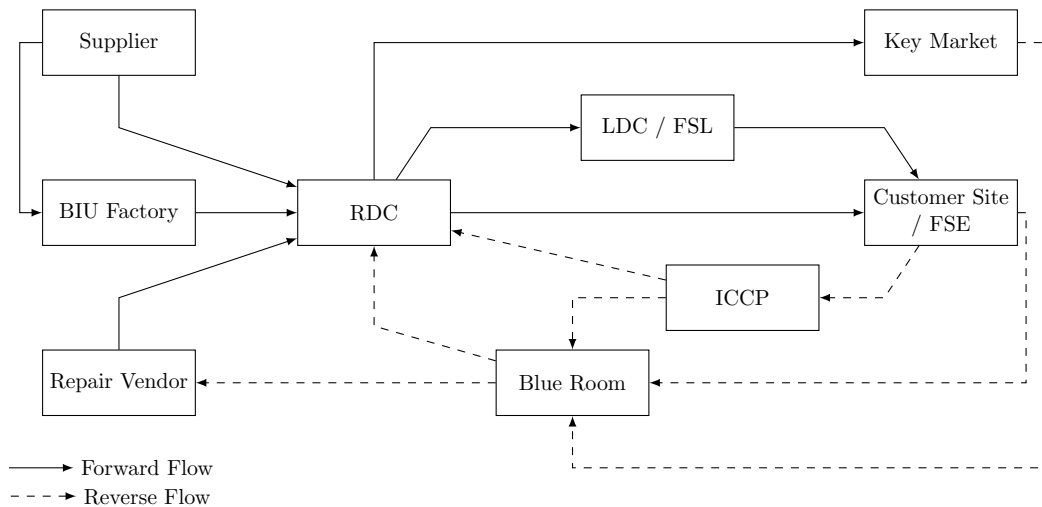 Supplier
Key Market
LDC / FSL
BIU Factory
RDC
Customer Site
/ FSE
ICCP
Repair Vendor
Blue Room
Forward Flow
Reverse Flow